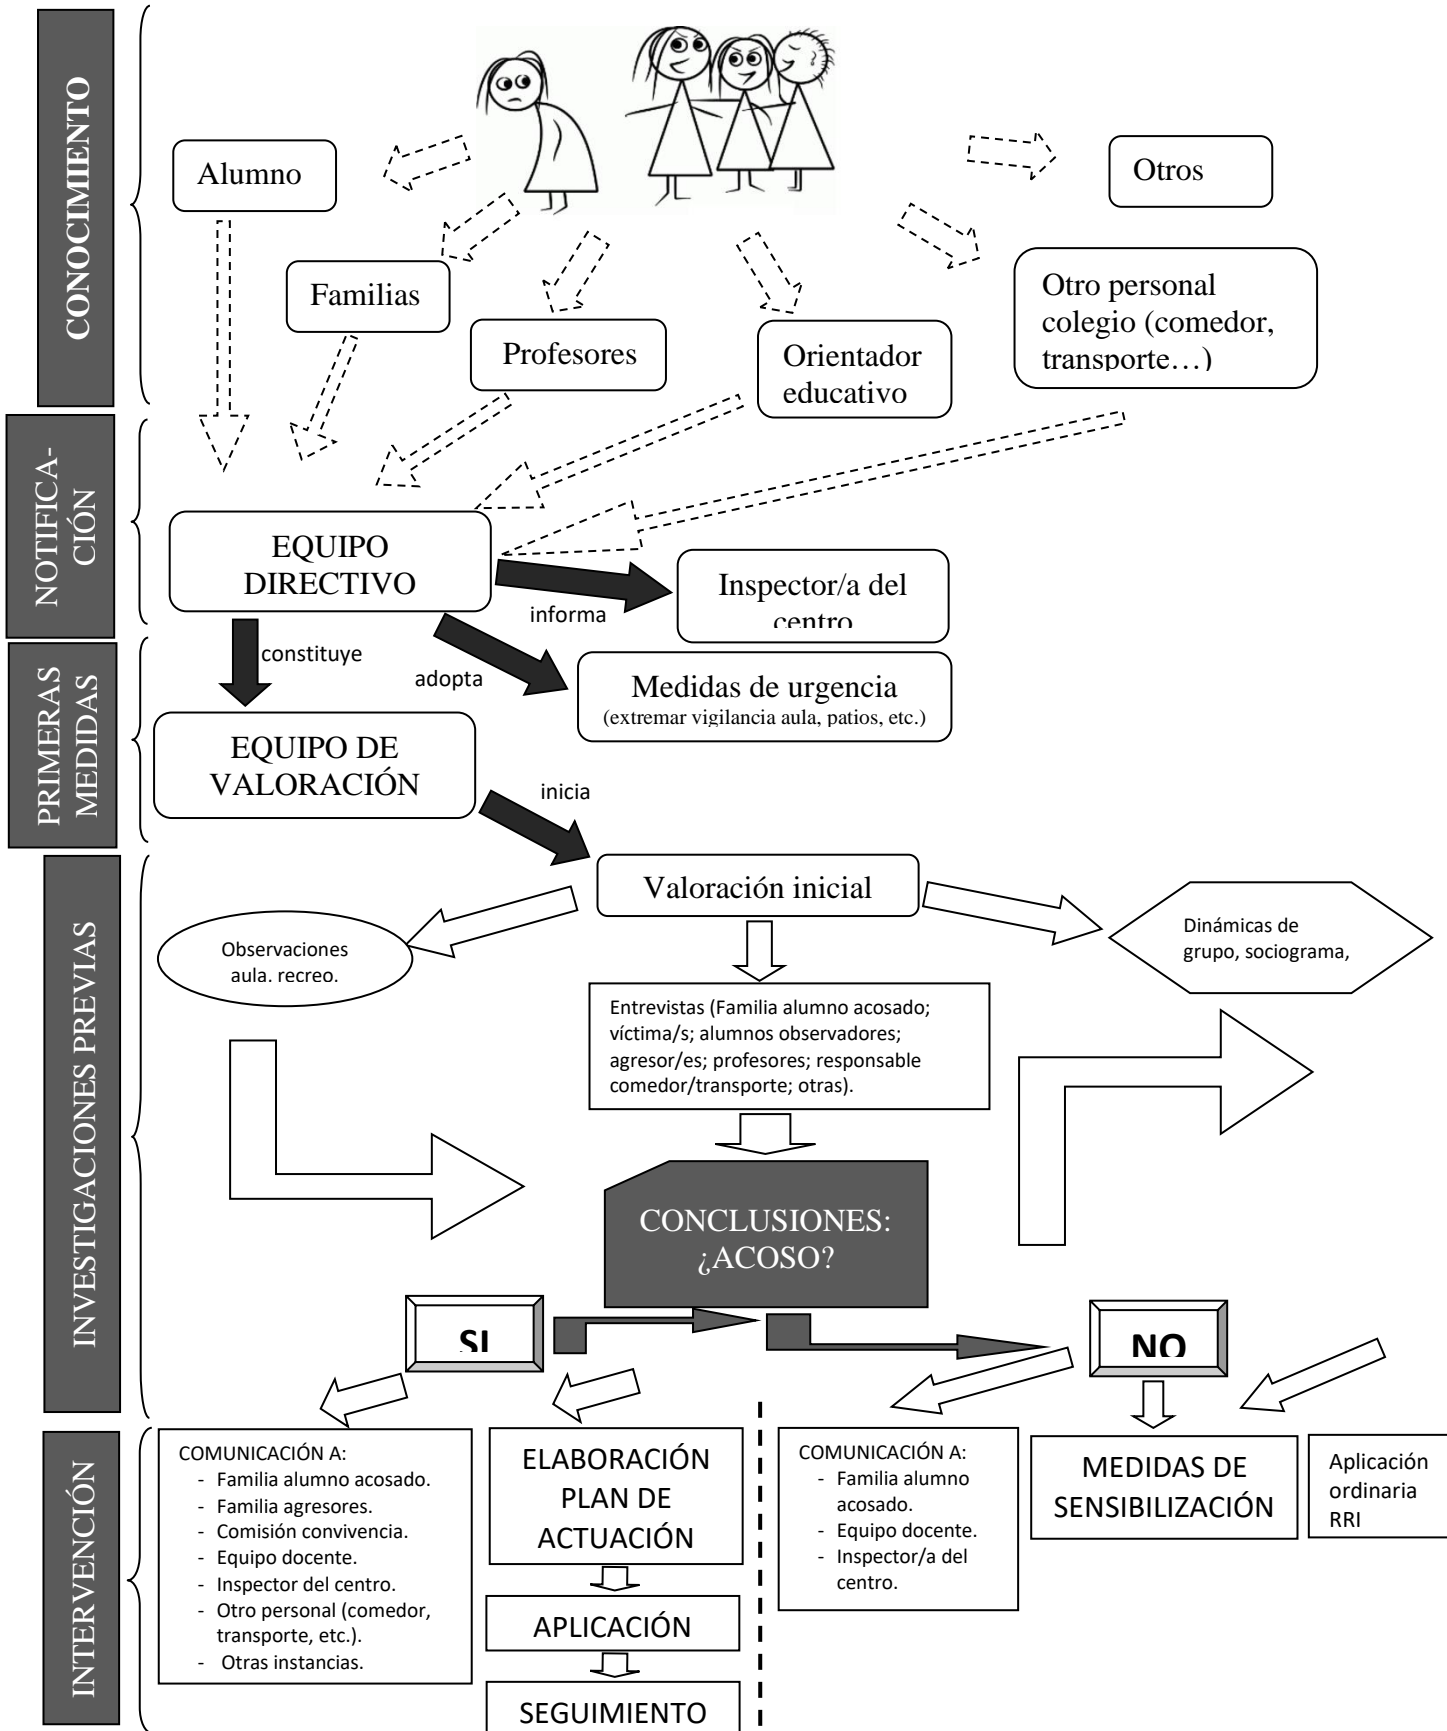 CONOCIMIENTO
Alumno
Otros
Familias
Otro personal
colegio (comedor,
transporte…)
Profesores
Orientador
educativo
NOTIFICA-
CIÓN
EQUIPO
DIRECTIVO
informa
Inspector/a del
centro
PRIMERAS
MEDIDAS
constituye
adopta
Medidas de urgencia
(extremar vigilancia aula, patios, etc.)
EQUIPO DE
VALORACIÓN
inicia
INVESTIGACIONES PREVIAS
Valoración inicial
Observaciones
aula. recreo.
Dinámicas de
grupo, sociograma,
Entrevistas (Familia alumno acosado;
víctima/s; alumnos observadores;
agresor/es; profesores; responsable
comedor/transporte; otras).
CONCLUSIONES:
¿ACOSO?
SI
NO
INTERVENCIÓN
COMUNICACIÓN A:
- Familia alumno acosado.
- Familia agresores.
- Comisión convivencia.
- Equipo docente.
- Inspector del centro.
- Otro personal (comedor,
transporte, etc.).
- Otras instancias.
ELABORACIÓN
PLAN DE
ACTUACIÓN
APLICACIÓN
SEGUIMIENTO
COMUNICACIÓN A:
- Familia alumno
acosado.
- Equipo docente.
- Inspector/a del
centro.
MEDIDAS DE
SENSIBILIZACIÓN
Aplicación
ordinaria
RRI